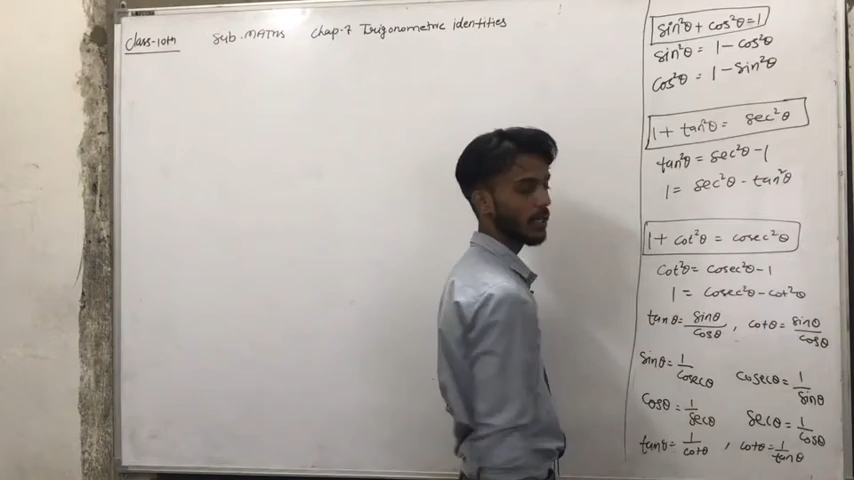 Class-10th Sub.MATHS Chap-7 Trigonometric identities
sin²θ + cos²θ = 1
sin²θ = 1 - cos²θ
cos²θ = 1 - sin²θ
1 + tan²θ = sec²θ
tan²θ = sec²θ - 1
1 = sec²θ - tan²θ
1 + cot²θ = cosec²θ
cot²θ = cosec²θ - 1
1 = cosec²θ - cot²θ
tanθ = sinθ/cosθ , cotθ = sinθ/cosθ
sinθ = 1/cosecθ cosecθ = 1/sinθ
cosθ = 1/secθ secθ = 1/cosθ
tanθ = 1/cotθ , cotθ = 1/tanθ